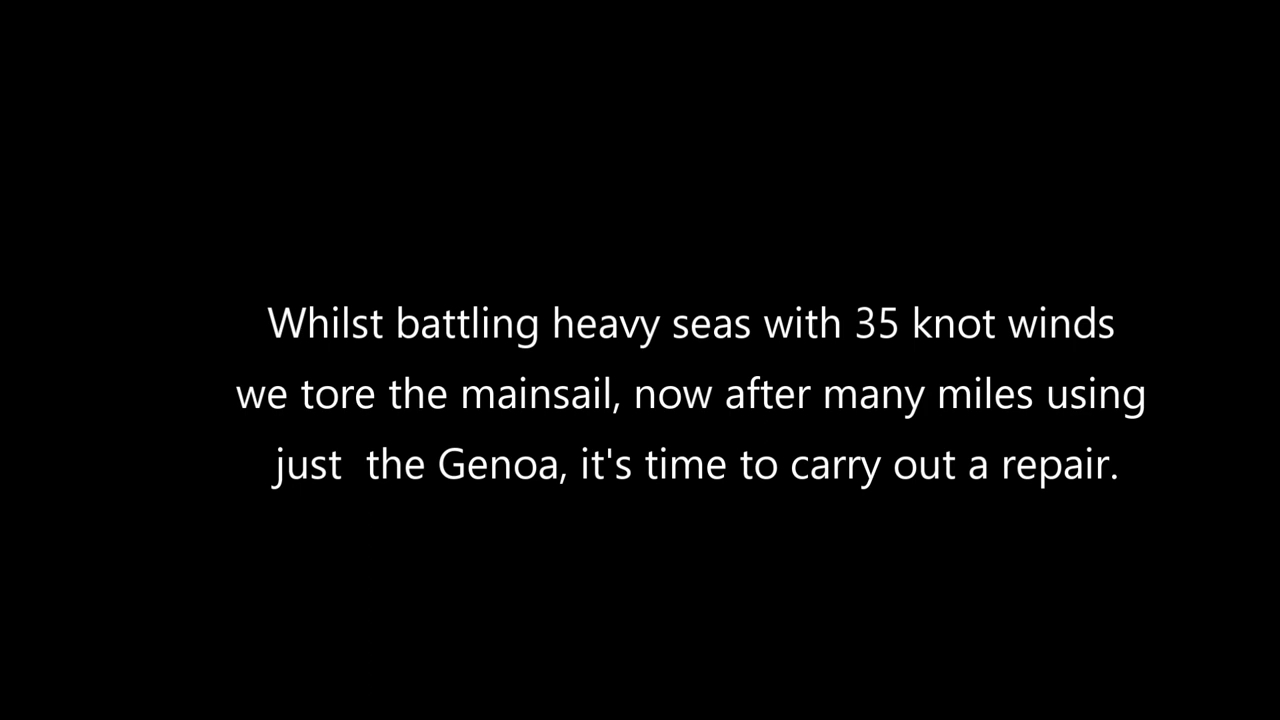 Whilst battling heavy seas with 35 knot winds
we tore the mainsail, now after many miles using
just  the Genoa, it's time to carry out a repair.